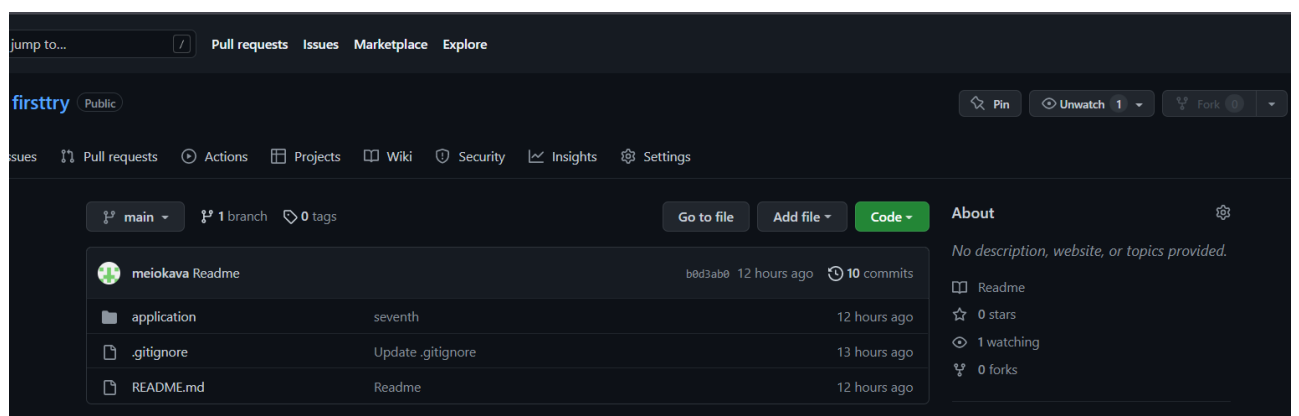 jump to... / Pull requests Issues Marketplace Explore
firsttry Public Pin Unwatch 1 Fork 0
ssues Pull requests Actions Projects Wiki Security Insights Settings
main 1 branch 0 tags Go to file Add file Code
meiokava Readme b0d3ab0 12 hours ago 10 commits
application seventh 12 hours ago
.gitignore Update .gitignore 13 hours ago
README.md Readme 12 hours ago
About
No description, website, or topics provided.
Readme
0 stars
1 watching
0 forks